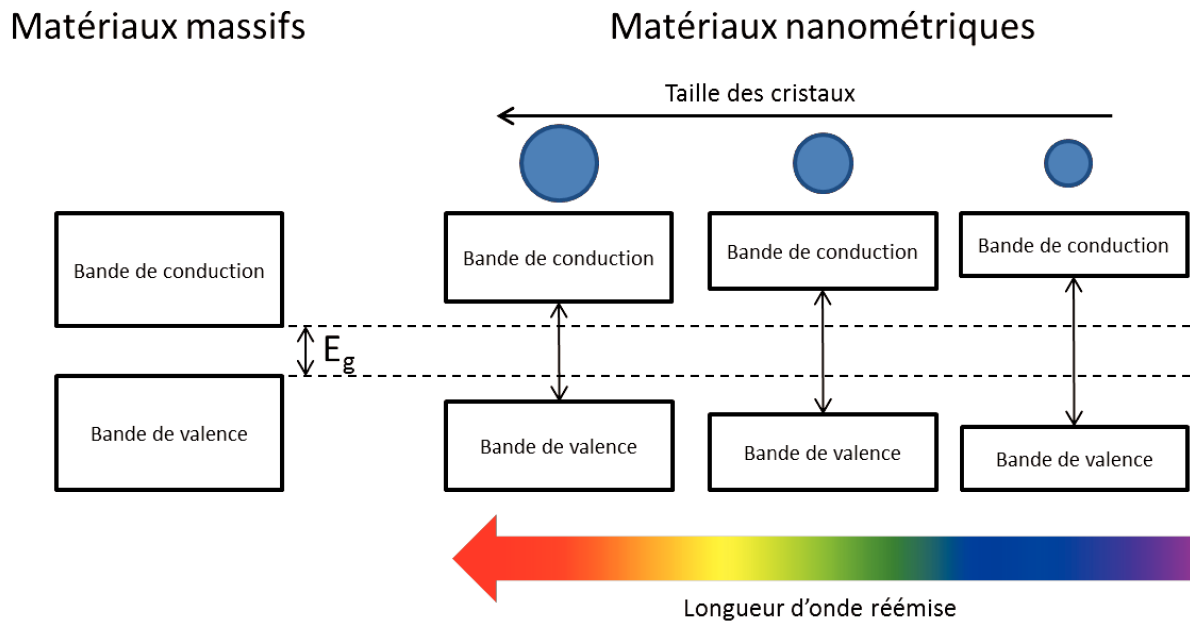 Matériaux massifs
Matériaux nanométriques
Taille des cristaux
Bande de conduction
Bande de conduction
Bande de conduction
Bande de conduction
Eg
Bande de valence
Bande de valence
Bande de valence
Bande de valence
Longueur d’onde réémise